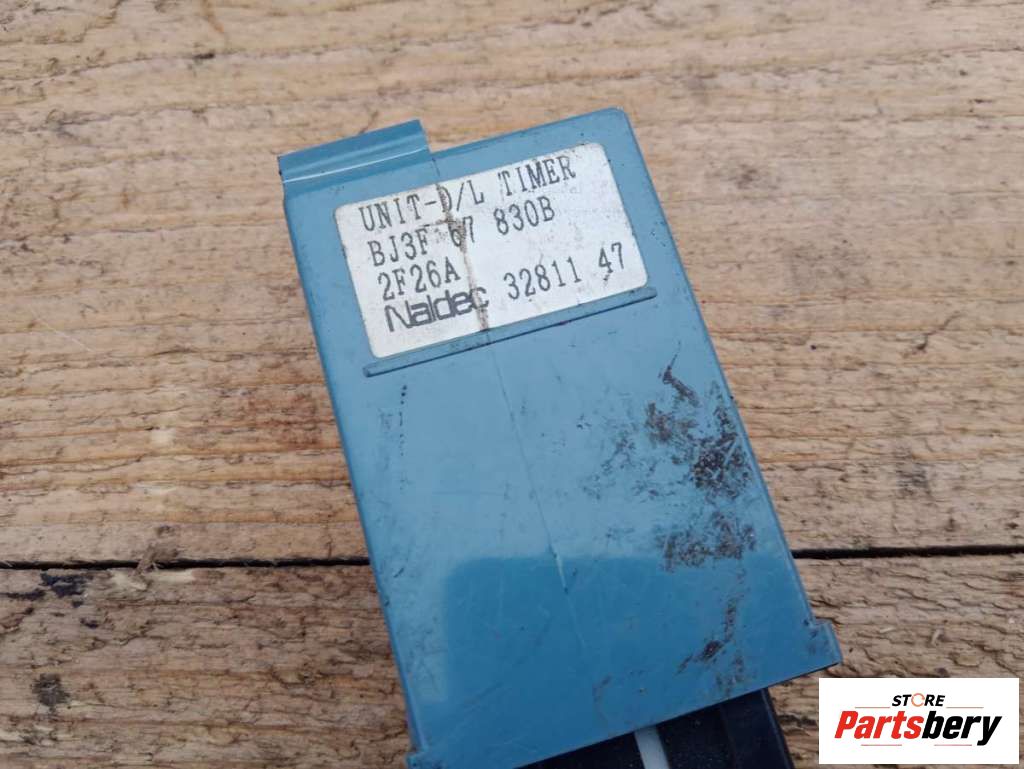 UNIT-D/L TIMER
BJ3F 67 830B
2F26A
Naldec 32811 47
STORE
Partsbery